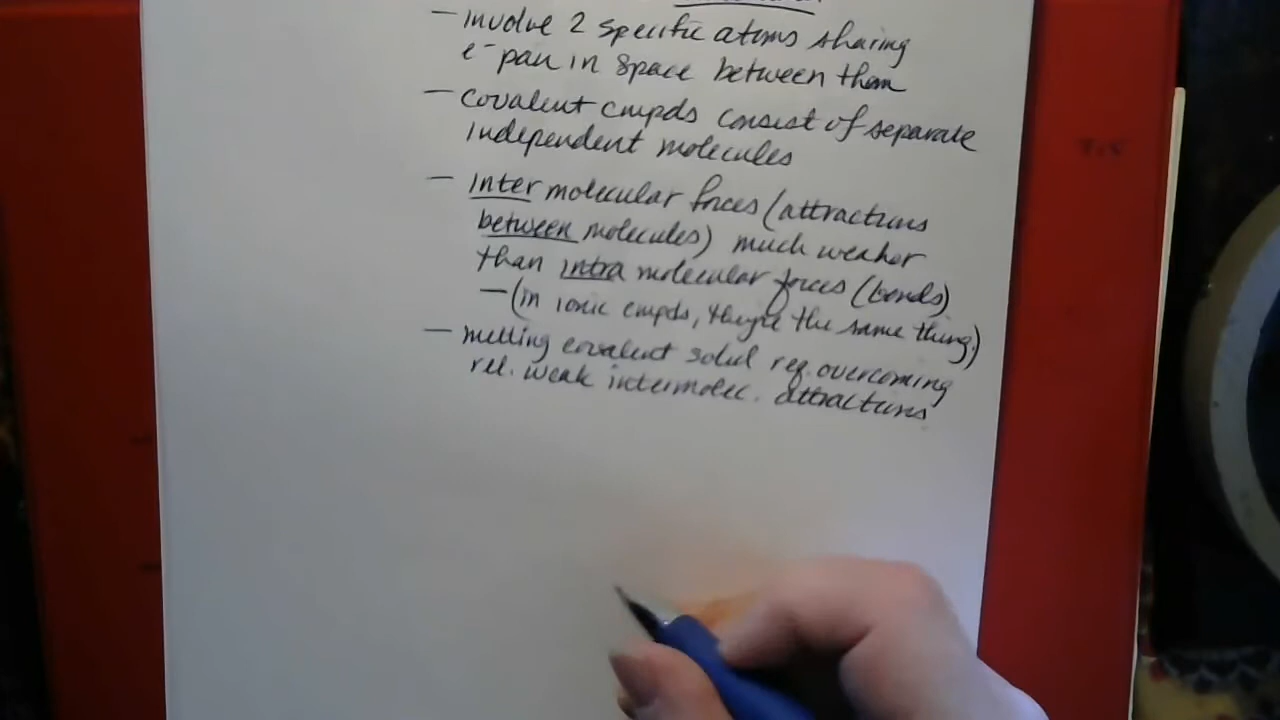 – involve 2 specific atoms sharing
e⁻ pair in space between them
– covalent cmpds consist of separate
independent molecules
– inter molecular forces (attractions
between molecules) much weaker
than intra molecular forces (bonds)
– (in ionic cmpds, they're the same thing.)
– melting covalent solid req. overcoming
rel. weak intermolec. attractions